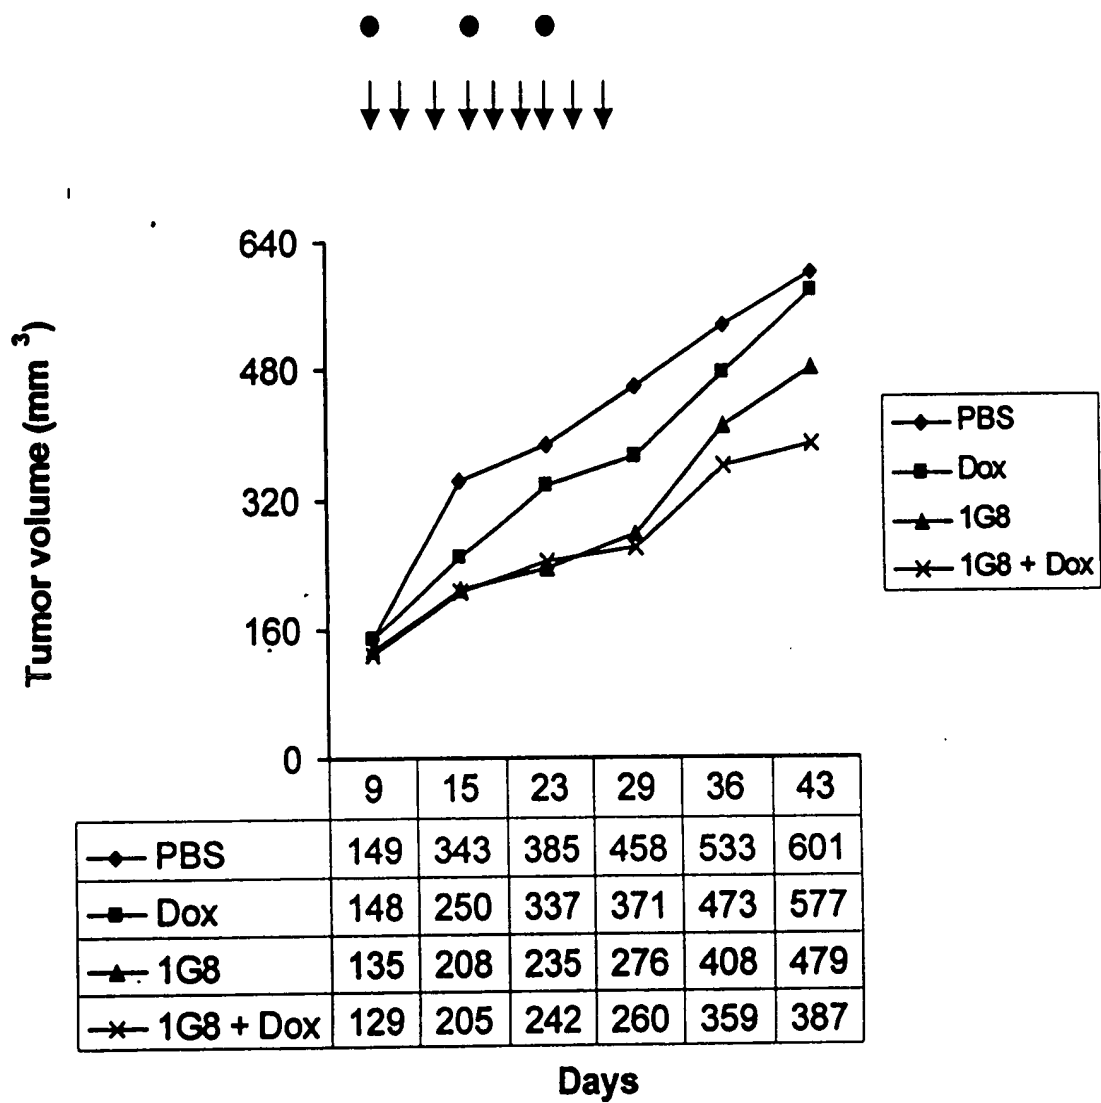 640
480
320
160
0
Tumor volume (mm 3)
PBS
Dox
1G8
1G8 + Dox
9 15 23 29 36 43
PBS 149 343 385 458 533 601
Dox 148 250 337 371 473 577
1G8 135 208 235 276 408 479
1G8 + Dox 129 205 242 260 359 387
Days